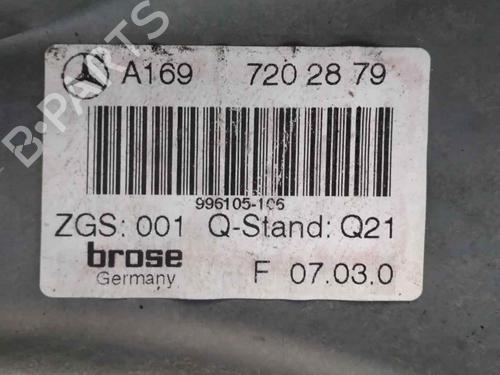 B-PARTS
A169 720 28 79
996105-106
ZGS: 001 Q-Stand: Q21
brose
Germany F 07.03.0